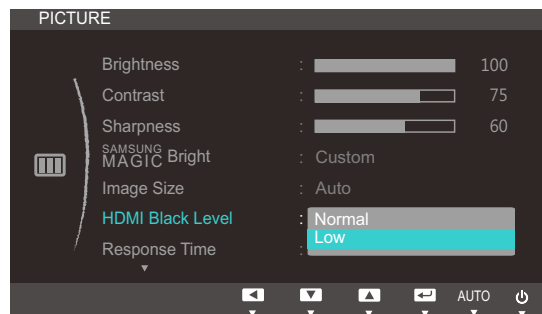 PICTURE
Brightness : 100
Contrast : 75
Sharpness : 60
SAMSUNG MAGIC Bright : Custom
Image Size : Auto
HDMI Black Level : Normal
Low
Response Time :
AUTO